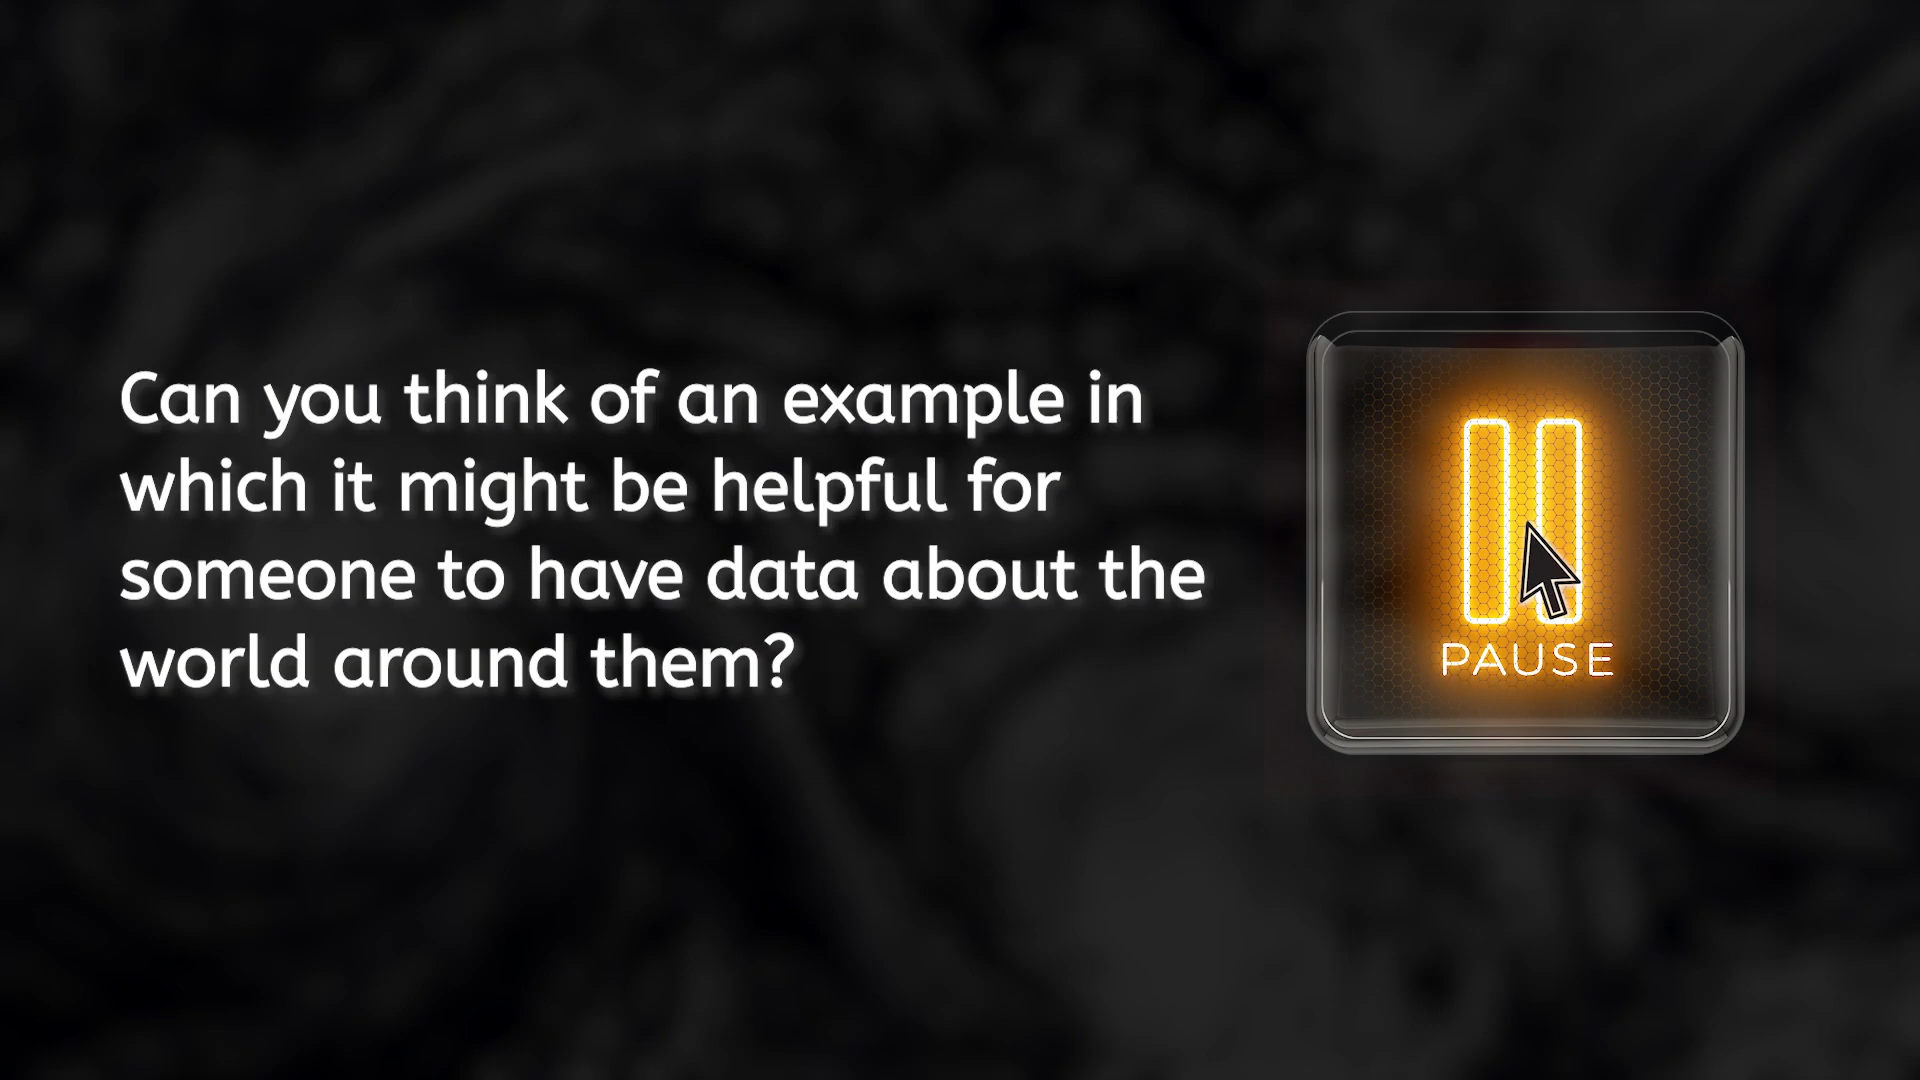 Can you think of an example in
which it might be helpful for
someone to have data about the
world around them?
PAUSE